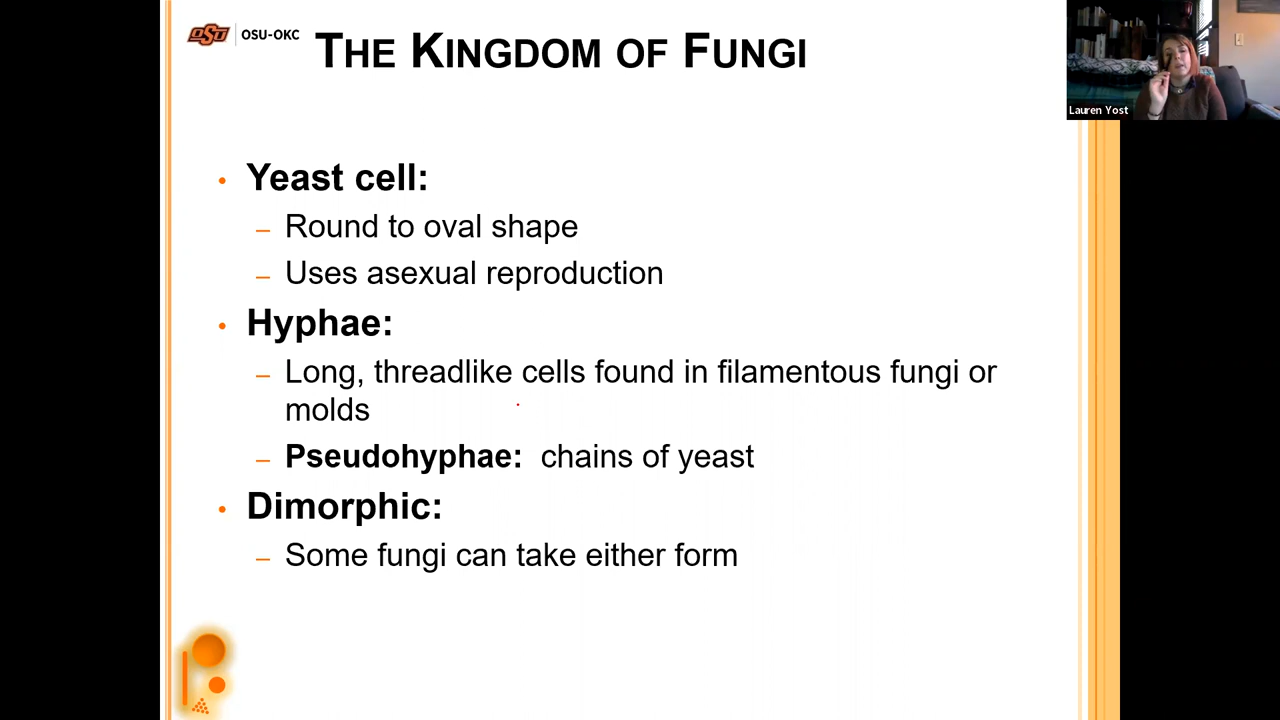 OSU OSU-OKC
THE KINGDOM OF FUNGI
Lauren Yost
• Yeast cell:
– Round to oval shape
– Uses asexual reproduction
• Hyphae:
– Long, threadlike cells found in filamentous fungi or
molds
– Pseudohyphae: chains of yeast
• Dimorphic:
– Some fungi can take either form